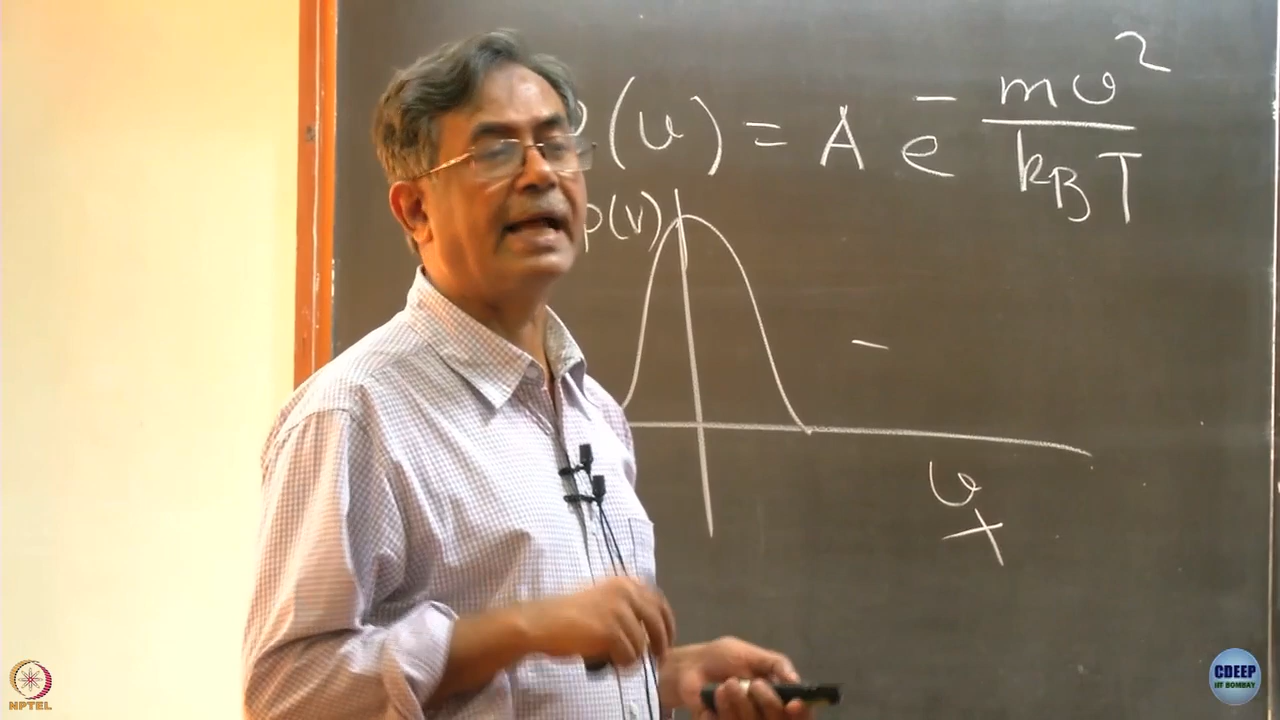 (v) = A e^-mv²/k_BT
p(v)
v_x
NPTEL
CDEEP
IIT BOMBAY